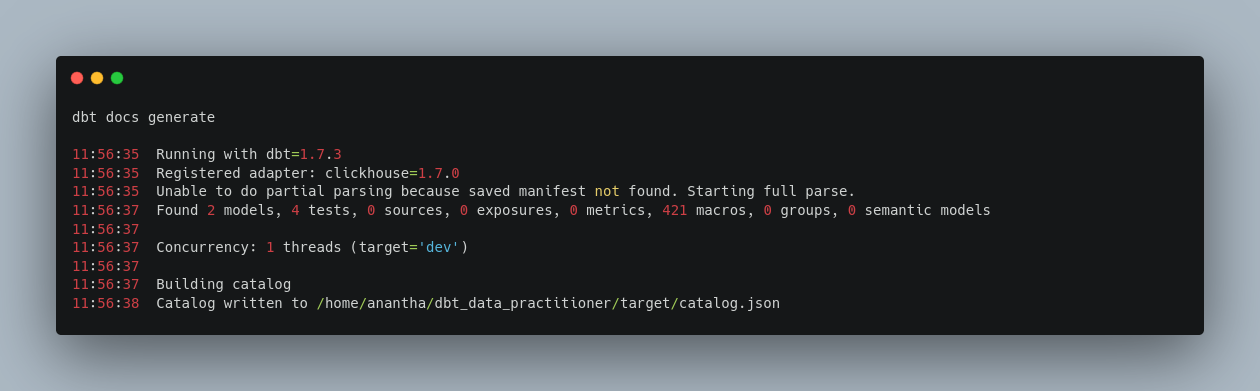 dbt docs generate
11:56:35  Running with dbt=1.7.3
11:56:35  Registered adapter: clickhouse=1.7.0
11:56:35  Unable to do partial parsing because saved manifest not found. Starting full parse.
11:56:37  Found 2 models, 4 tests, 0 sources, 0 exposures, 0 metrics, 421 macros, 0 groups, 0 semantic models
11:56:37
11:56:37  Concurrency: 1 threads (target='dev')
11:56:37
11:56:37  Building catalog
11:56:38  Catalog written to /home/anantha/dbt_data_practitioner/target/catalog.json